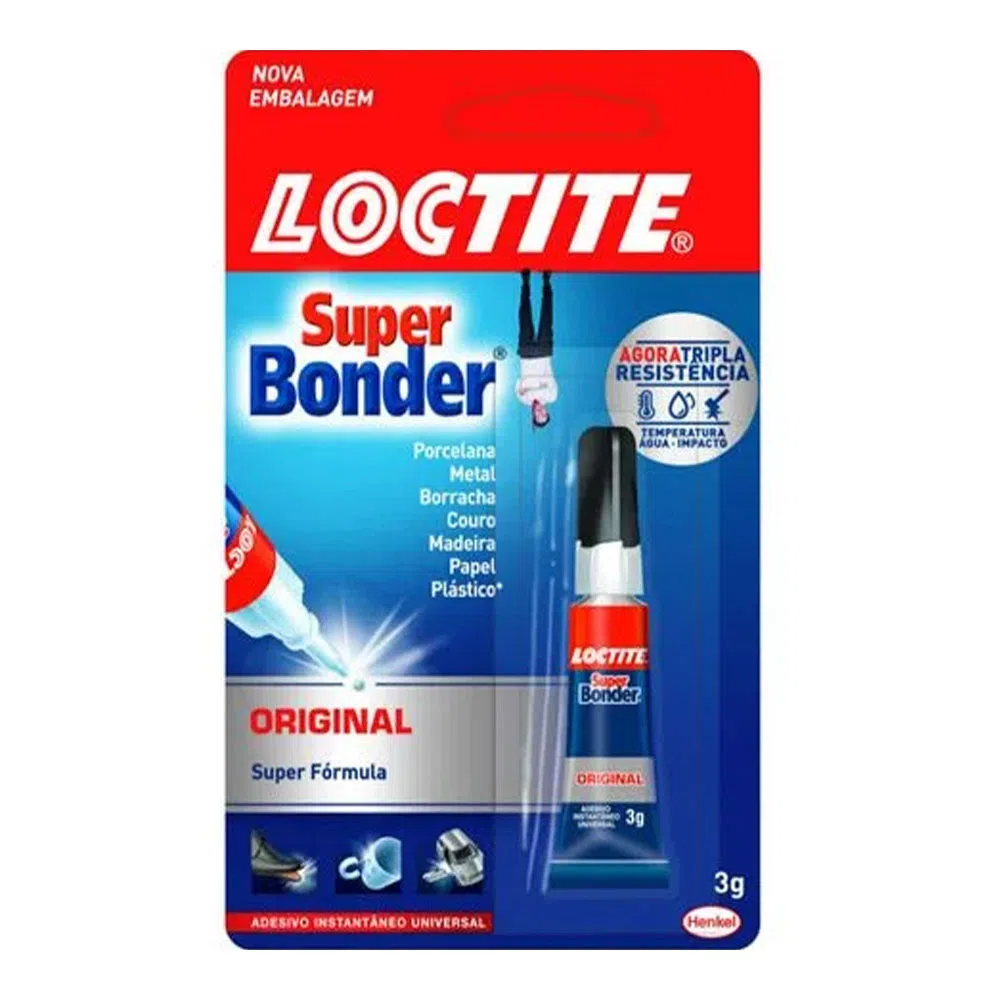 NOVA
EMBALAGEM
LOCTITE®
Super
Bonder®
AGORA TRIPLA
RESISTÊNCIA
TEMPERATURA
ÁGUA - IMPACTO
Porcelana
Metal
Borracha
Couro
Madeira
Papel
Plástico*
LOCTITE
ORIGINAL
Super Fórmula
LOCTITE
Super
Bonder
ORIGINAL
ADESIVO
INSTANTÂNEO
UNIVERSAL
3g
3g
ADESIVO INSTANTÂNEO UNIVERSAL
Henkel